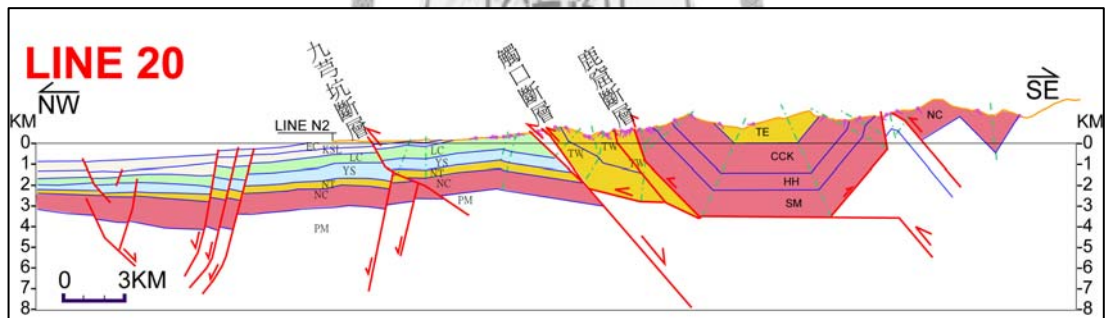 LINE 20
NW
SE
九芎坑斷層
觸口斷層
鹿窟斷層
LINE N2
KM
KM
0
1
2
3
4
5
6
7
8
0
1
2
3
4
5
6
7
8
EC
KSL
LC
YS
NT
NC
PM
LC
YS
NT
NC
PM
TW
TW
TW
TE
CCK
HH
SM
NC
0 3KM